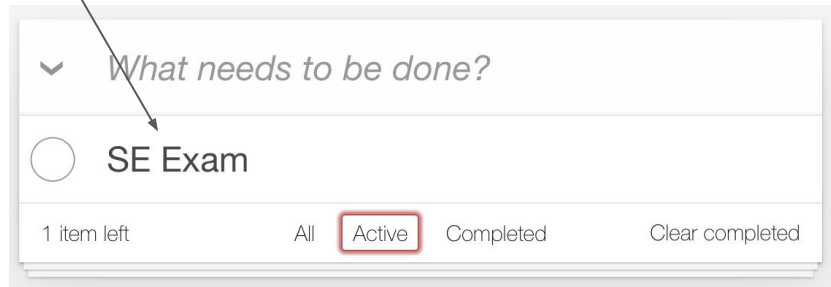 What needs to be done?
SE Exam
1 item left All Active Completed Clear completed